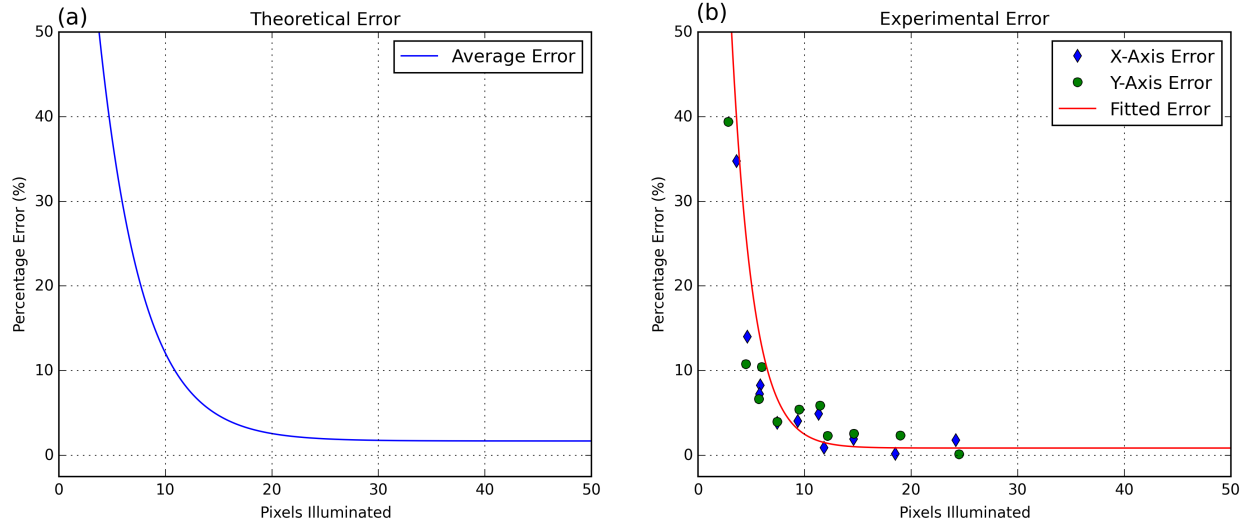 (a)
Theoretical Error
50
40
30
20
10
0
Percentage Error (%)
Average Error
0 10 20 30 40 50
Pixels Illuminated
(b)
Experimental Error
50
40
30
20
10
0
Percentage Error (%)
X-Axis Error
Y-Axis Error
Fitted Error
0 10 20 30 40 50
Pixels Illuminated